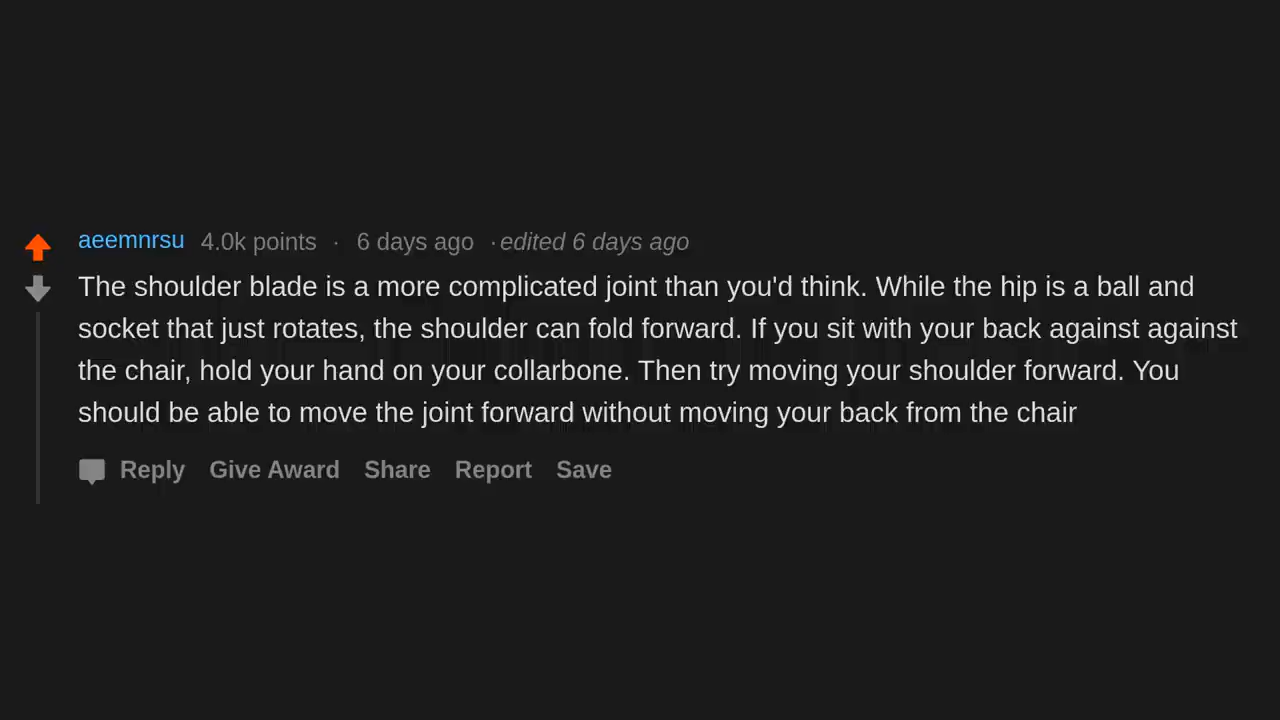 aeemnrsu 4.0k points · 6 days ago · edited 6 days ago
The shoulder blade is a more complicated joint than you'd think. While the hip is a ball and
socket that just rotates, the shoulder can fold forward. If you sit with your back against against
the chair, hold your hand on your collarbone. Then try moving your shoulder forward. You
should be able to move the joint forward without moving your back from the chair
Reply Give Award Share Report Save